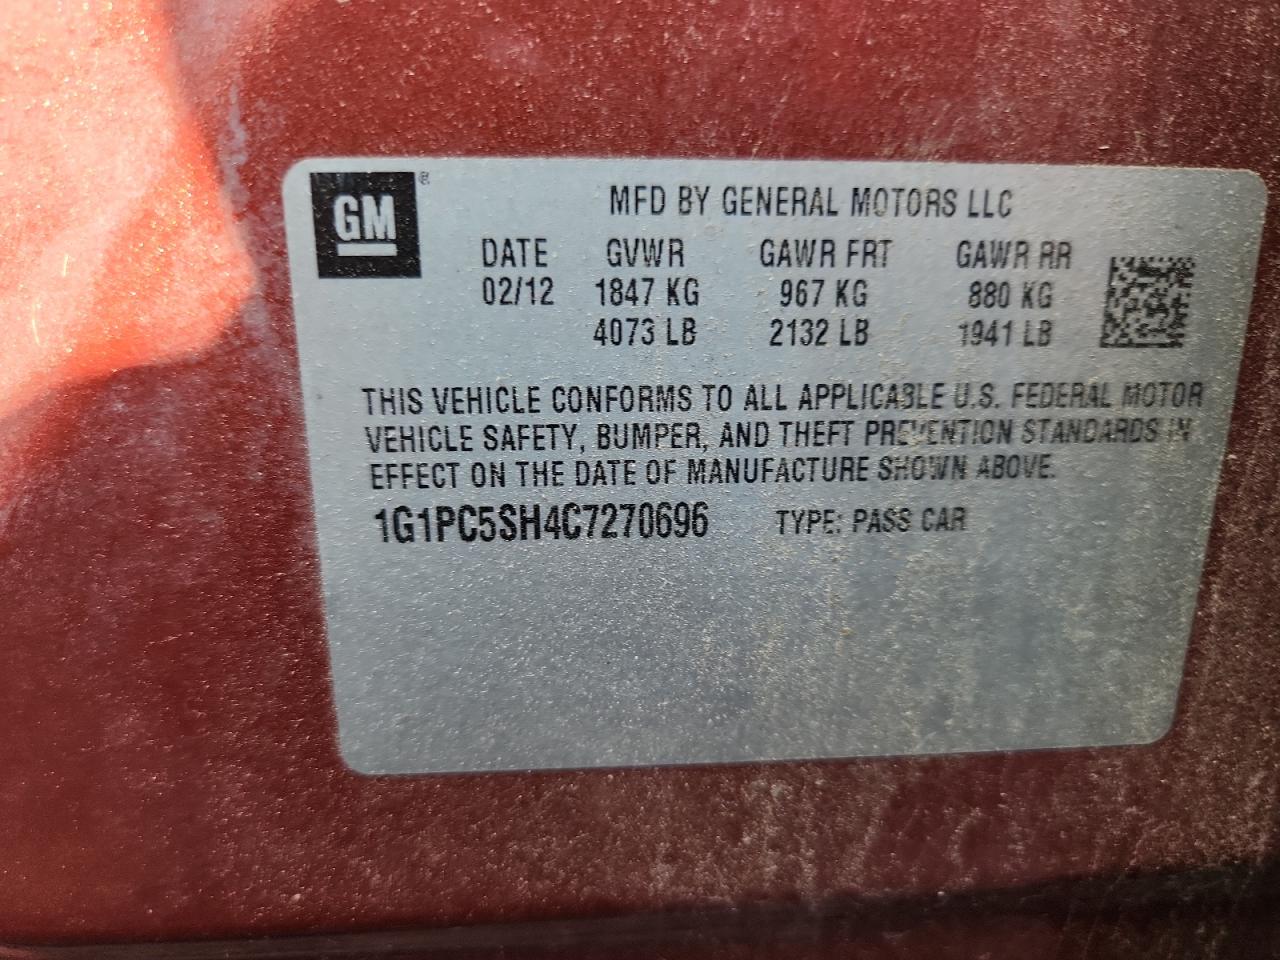 GM ®
MFD BY GENERAL MOTORS LLC
DATE GVWR GAWR FRT GAWR RR
02/12 1847 KG 967 KG 880 KG
4073 LB 2132 LB 1941 LB
THIS VEHICLE CONFORMS TO ALL APPLICABLE U.S. FEDERAL MOTOR
VEHICLE SAFETY, BUMPER, AND THEFT PREVENTION STANDARDS IN
EFFECT ON THE DATE OF MANUFACTURE SHOWN ABOVE.
1G1PC5SH4C7270696 TYPE: PASS CAR